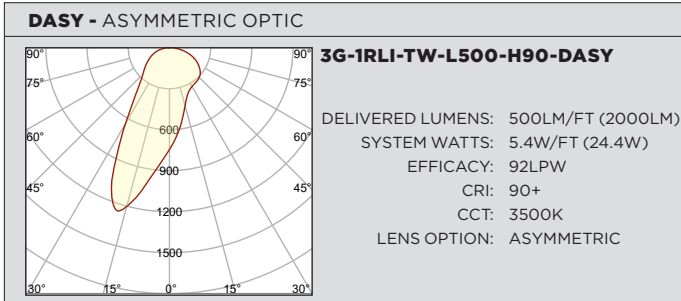 DASY - ASYMMETRIC OPTIC
90°
90°
3G-1RLI-TW-L500-H90-DASY
75°
75°
DELIVERED LUMENS: 500LM/FT (2000LM)
600
60°
60°
SYSTEM WATTS: 5.4W/FT (24.4W)
EFFICACY: 92LPW
900
45°
45°
CRI: 90+
1200
CCT: 3500K
LENS OPTION: ASYMMETRIC
1500
30°
15°
0°
15°
30°